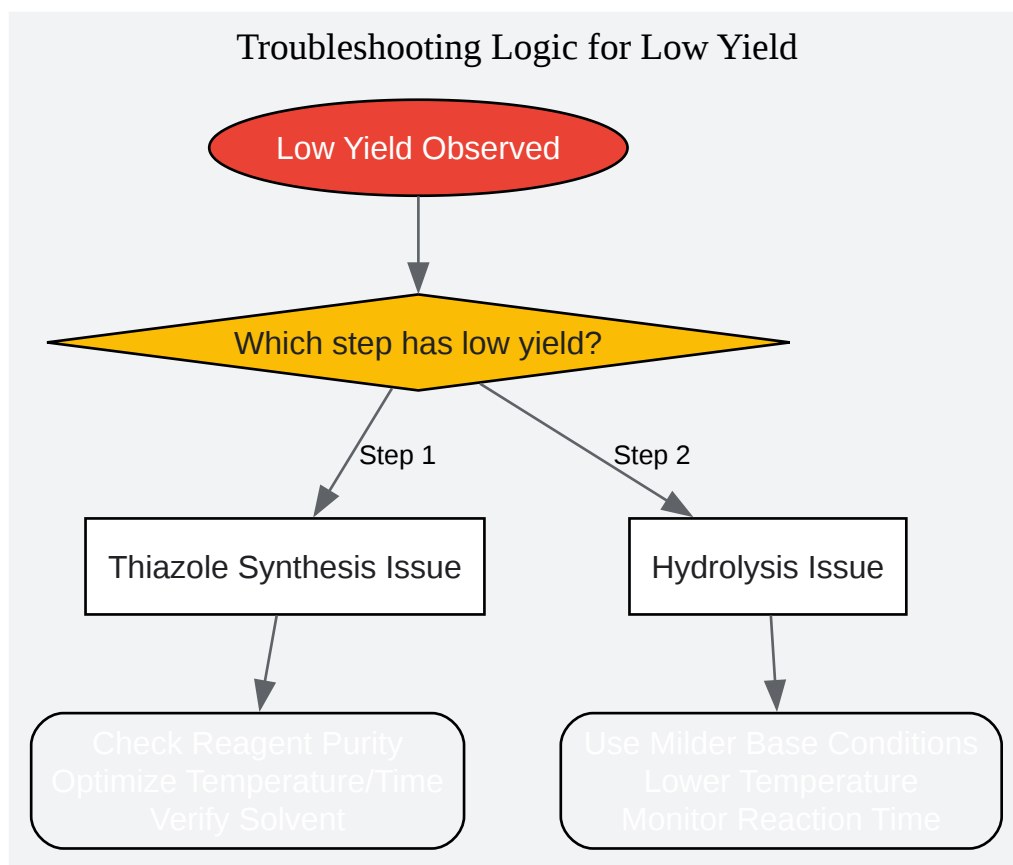 Troubleshooting Logic for Low Yield
Low Yield Observed
Which step has low yield?
Step 1
Step 2
Thiazole Synthesis Issue
Hydrolysis Issue
Check Reagent Purity
Optimize Temperature/Time
Verify Solvent
Use Milder Base Conditions
Lower Temperature
Monitor Reaction Time